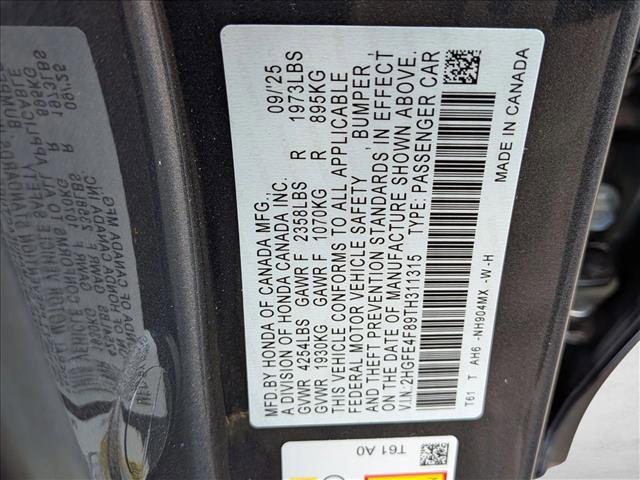 MFD.BY HONDA OF CANADA MFG., 09/'25
A DIVISION OF HONDA CANADA INC.
GVWR 4254LBS GAWR F 2358LBS R 1973LBS
GVWR 1930KG GAWR F 1070KG R 895KG
THIS VEHICLE CONFORMS TO ALL APPLICABLE
FEDERAL MOTOR VEHICLE SAFETY , BUMPER ,
AND THEFT PREVENTION STANDARDS IN EFFECT
ON THE DATE OF MANUFACTURE SHOWN ABOVE.
V.I.N.:2HGFE4F89TH311315 TYPE: PASSENGER CAR
T61 T AH6 -NH904MX -W-H MADE IN CANADA
T61 A0